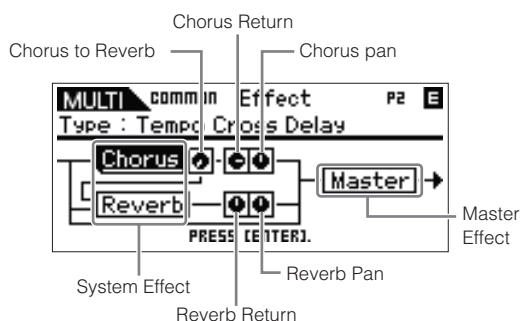 Chorus Return
Chorus to Reverb
Chorus pan
MULTI common Effect P2 E
Type : Tempo Cross Delay
Chorus
Master
Reverb
PRESS [ENTER].
Master
Effect
System Effect
Reverb Pan
Reverb Return